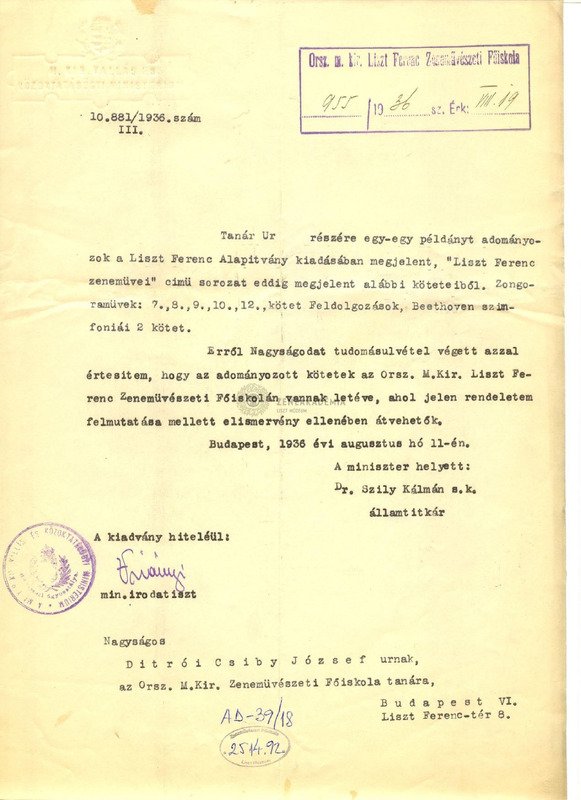 Orsz. m. kir. Liszt Ferenc Zeneművészeti Főiskola
955 / 1936 sz. Érk: VIII. 19
10.881/1936.szám
III.
Tanár Ur részére egy-egy példányt adományo-
zok a Liszt Ferenc Alapítvány kiadásában megjelent, "Liszt Ferenc
zeneművei" cimü sorozat eddig megjelent alábbi köteteiből. Zongo-
raművek: 7.,8.,9.,10.,12.,kötet Feldolgozások, Beethoven szim-
foniái 2 kötet.
Erről Nagyságodat tudomásulvétel végett azzal
értesitem, hogy az adományozott kötetek az Orsz. M.Kir. Liszt Fe-
renc Zeneművészeti Főiskolán vannak letéve, ahol jelen rendeletem
felmutatása mellett elismervény ellenében átvehetők.
ZENEAKADÉMIA
LISZT MÚZEUM
Budapest, 1936 évi augusztus hó 11-én.
A miniszter helyett:
Dr. Szily Kálmán s.k.
államtitkár
A kiadvány hiteléül:
min.irodatiszt
Nagyságos
Ditrói Csiby József urnak,
az Orsz. M.Kir. Zeneművészeti Főiskola tanára,
Budapest VI.
Liszt Ferenc-tér 8.
AD-39/18
2514.92.